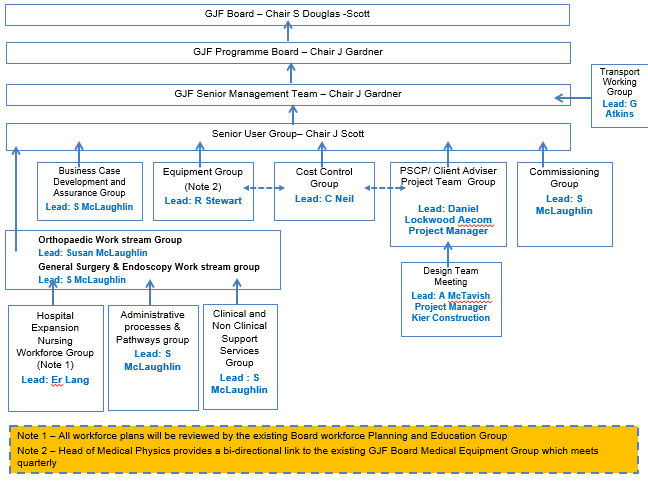 GJF Board – Chair S Douglas -Scott
GJF Programme Board – Chair J Gardner
GJF Senior Management Team – Chair J Gardner
Transport
Working
Group
Lead: G
Atkins
Senior User Group– Chair J Scott
Business Case
Development and
Assurance Group
Lead: S McLaughlin
Equipment Group
(Note 2)
Lead: R Stewart
Cost Control
Group
Lead: C Neil
PSCP/ Client Adviser
Project Team  Group
Lead: Daniel
Lockwood Aecom
Project Manager
Commissioning
Group
Lead: S
McLaughlin
Orthopaedic Work stream Group
Lead: Susan McLaughlin
General Surgery & Endoscopy Work stream group
Lead: S McLaughlin
Design Team
Meeting
Lead: A McTavish
Project Manager
Kier Construction
Hospital
Expansion
Nursing
Workforce Group
(Note 1)
Lead: Er Lang
Administrative
processes &
Pathways group
Lead: S
McLaughlin
Clinical and
Non Clinical
Support
Services
Group
Lead : S
McLaughlin
Note 1 – All workforce plans will be reviewed by the existing Board workforce Planning and Education Group
Note 2 – Head of Medical Physics provides a bi-directional link to the existing GJF Board Medical Equipment Group which meets
quarterly